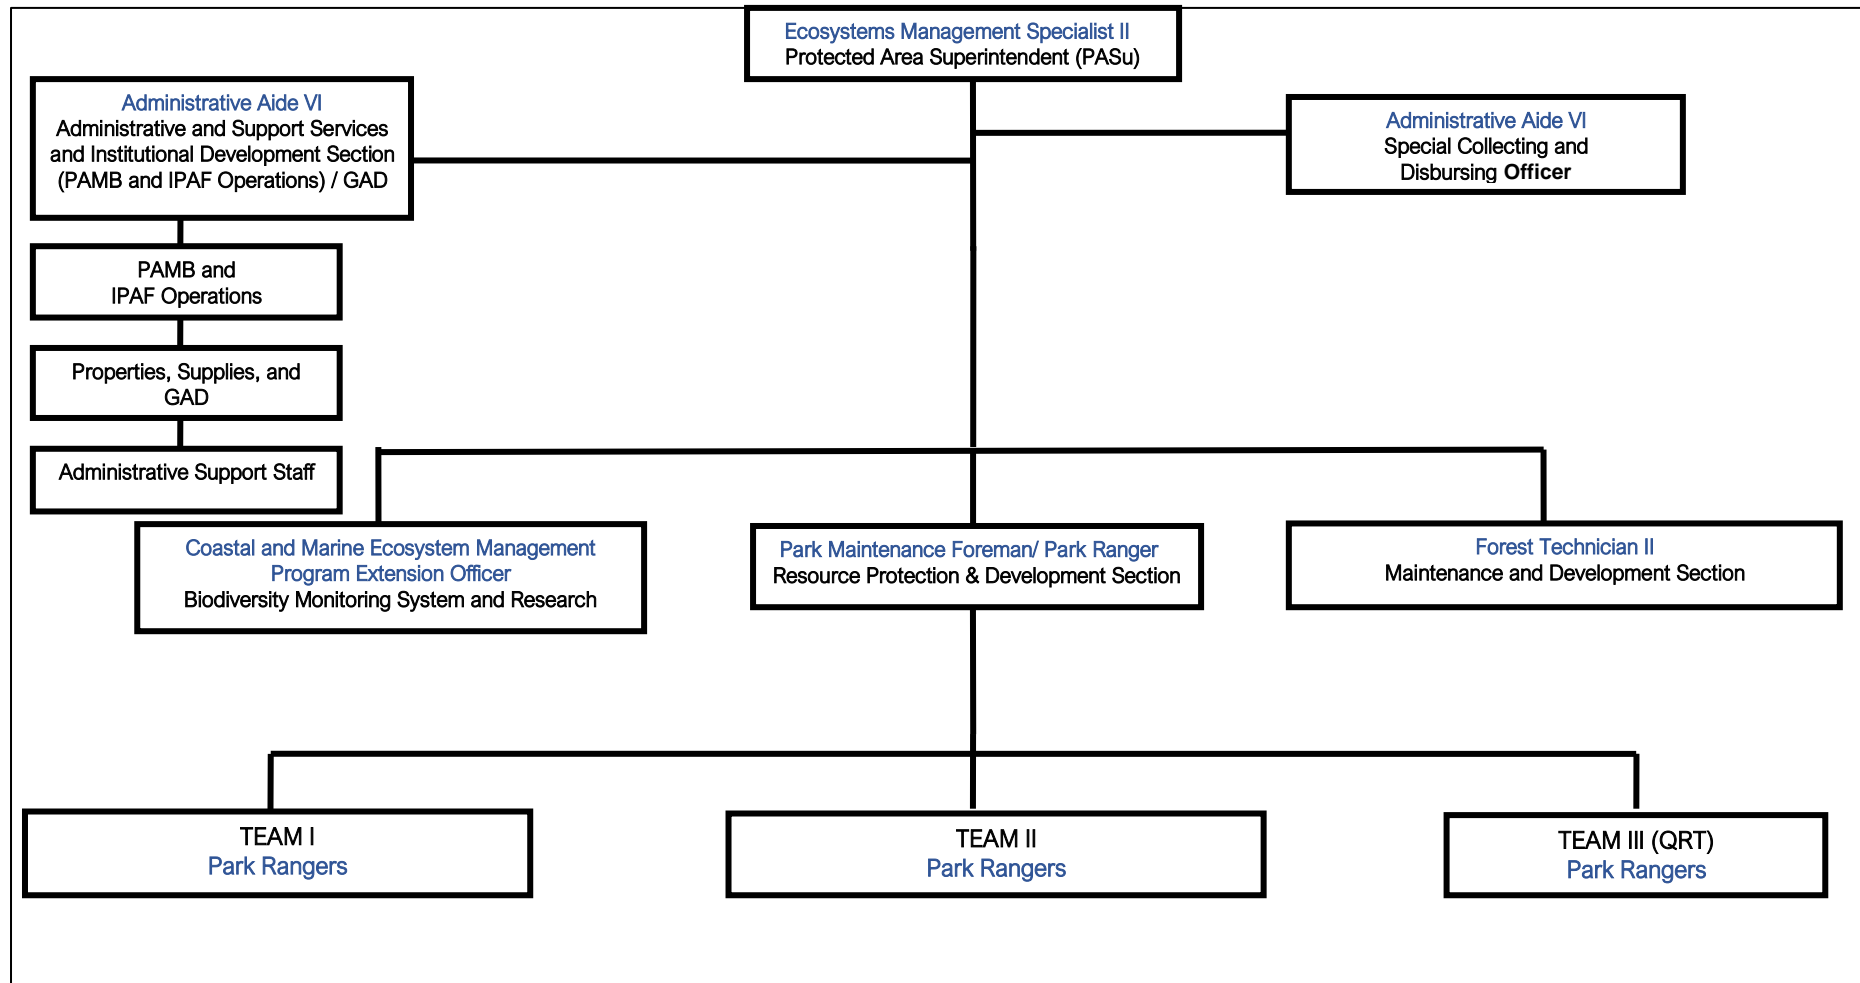 Ecosystems Management Specialist II
Protected Area Superintendent (PASu)
Administrative Aide VI
Administrative and Support Services
and Institutional Development Section
(PAMB and IPAF Operations) / GAD
Administrative Aide VI
Special Collecting and
Disbursing Officer
PAMB and
IPAF Operations
Properties, Supplies, and
GAD
Administrative Support Staff
Coastal and Marine Ecosystem Management
Program Extension Officer
Biodiversity Monitoring System and Research
Park Maintenance Foreman/ Park Ranger
Resource Protection & Development Section
Forest Technician II
Maintenance and Development Section
TEAM I
Park Rangers
TEAM II
Park Rangers
TEAM III (QRT)
Park Rangers